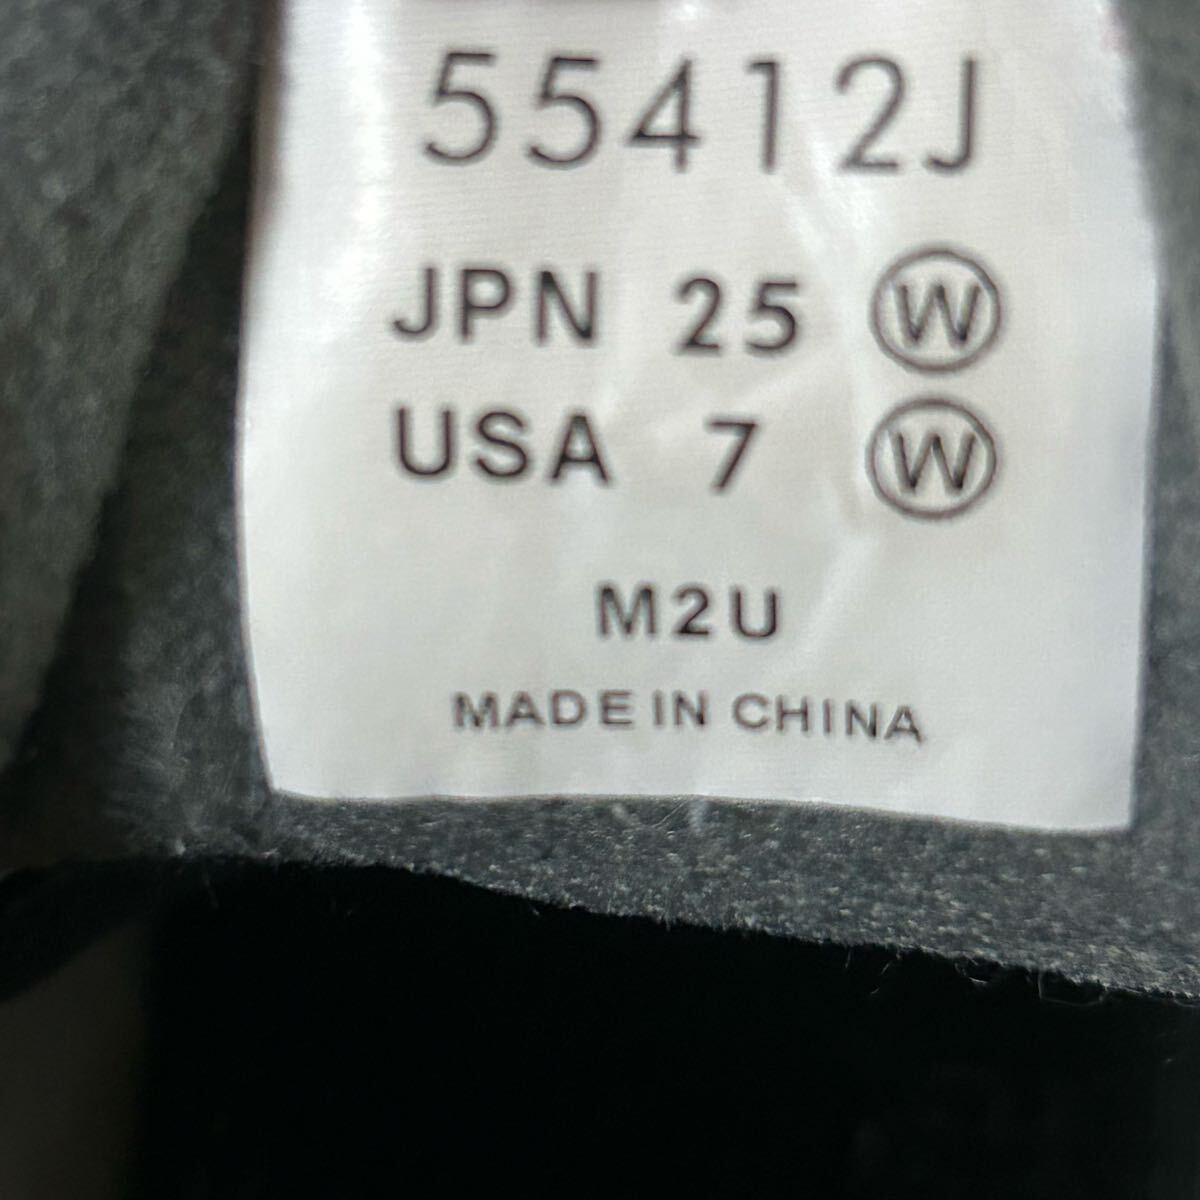 55412J
JPN 25 Ⓦ
USA 7 Ⓦ
M2U
MADE IN CHINA